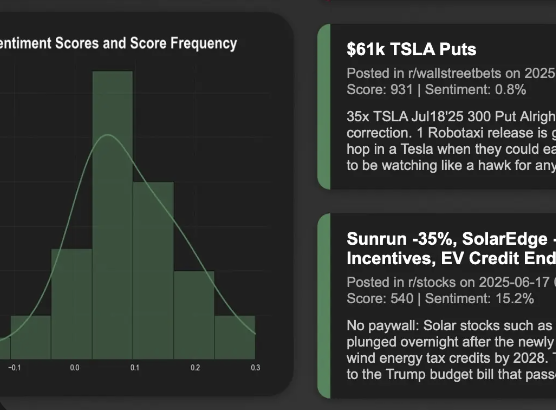 entiment Scores and Score Frequency
−0.1 0.0 0.1 0.2 0.3
$61k TSLA Puts
Posted in r/wallstreetbets on 2025
Score: 931 | Sentiment: 0.8%
35x TSLA Jul18'25 300 Put Alrigh
correction. 1 Robotaxi release is g
hop in a Tesla when they could ea
to be watching like a hawk for any
Sunrun -35%, SolarEdge -
Incentives, EV Credit End
Posted in r/stocks on 2025-06-17
Score: 540 | Sentiment: 15.2%
No paywall: Solar stocks such as
plunged overnight after the newly
wind energy tax credits by 2028. T
to the Trump budget bill that pass